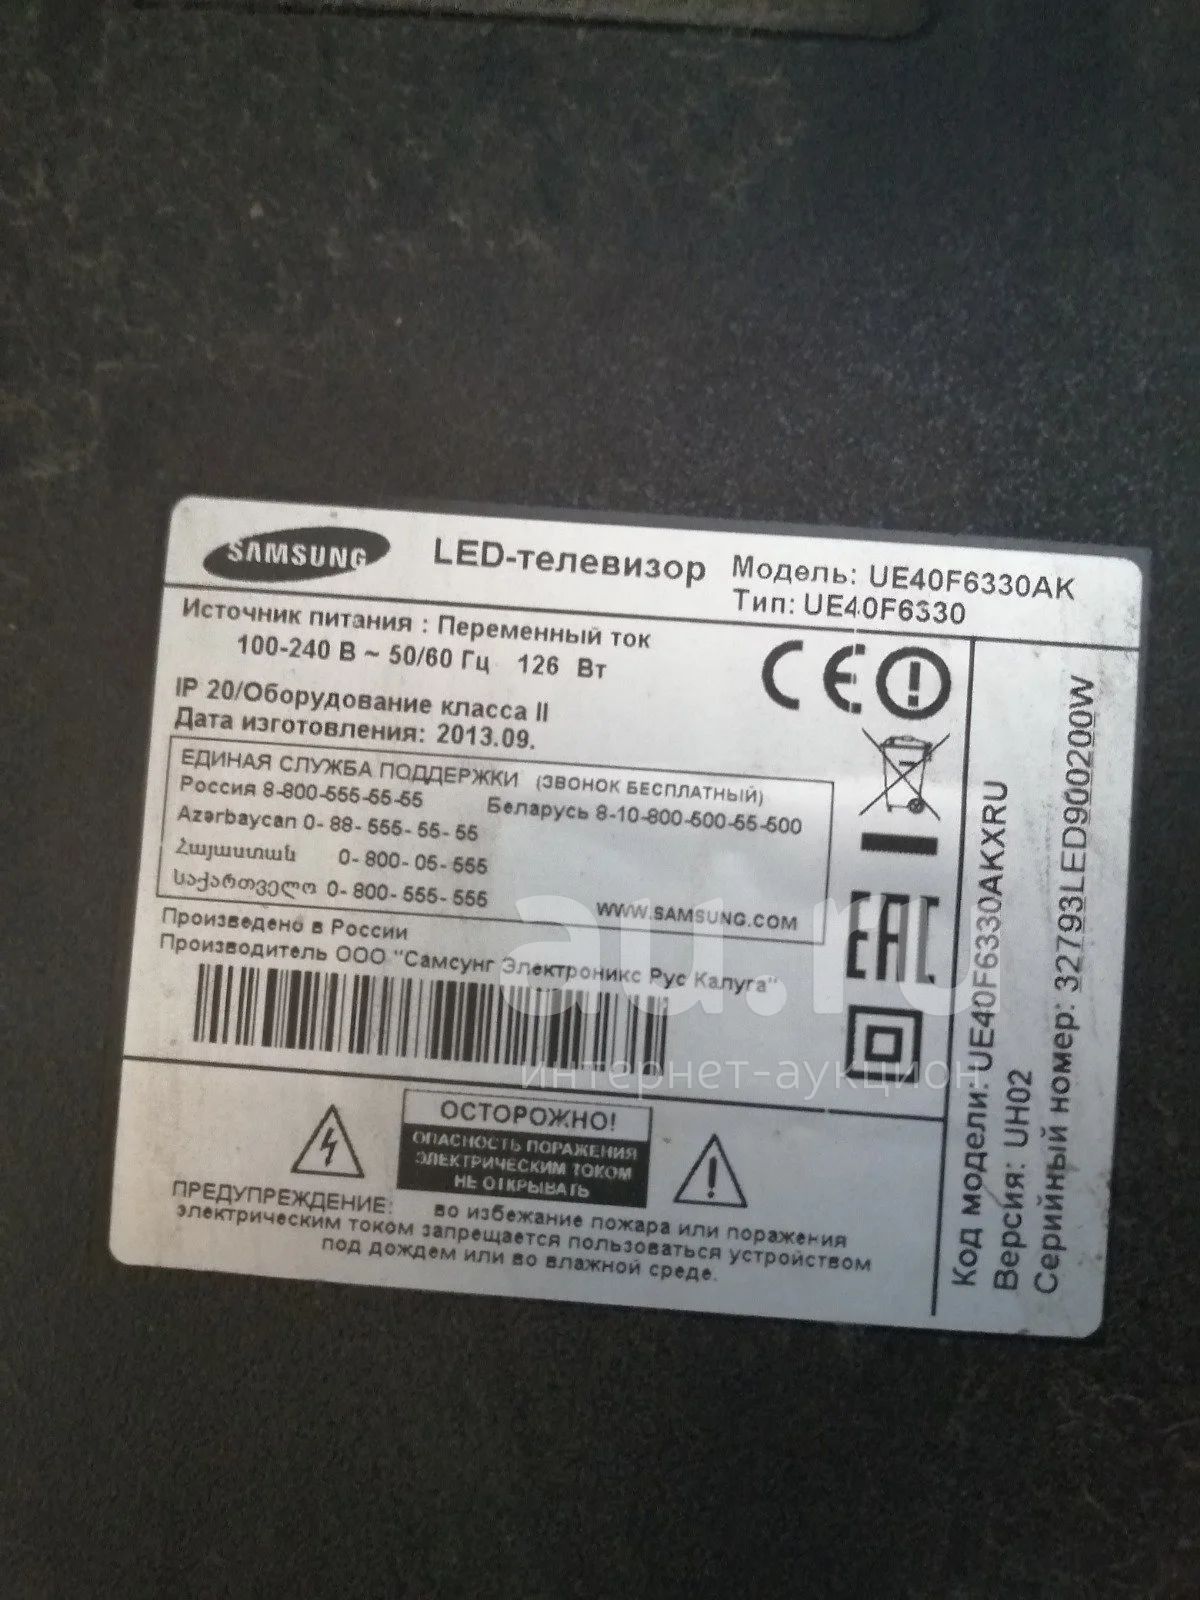 SAMSUNG
LED-телевизор
Модель: UE40F6330AK
Тип: UE40F6330
Источник питания : Переменный ток
100-240 В ~ 50/60 Гц 126 Вт
IP 20/Оборудование класса II
Дата изготовления: 2013.09.
ЕДИНАЯ СЛУЖБА ПОДДЕРЖКИ (ЗВОНОК БЕСПЛАТНЫЙ)
Россия 8-800-555-55-55 Беларусь 8-10-800-500-55-500
Azərbaycan 0-88-555-55-55
Հայաստան 0-800-05-555
საქართველო 0-800-555-555
WWW.SAMSUNG.COM
Произведено в России
Производитель ООО "Самсунг Электроникс Рус Калуга"
CE
EAC
ОСТОРОЖНО!
ОПАСНОСТЬ ПОРАЖЕНИЯ
ЭЛЕКТРИЧЕСКИМ ТОКОМ
НЕ ОТКРЫВАТЬ
ПРЕДУПРЕЖДЕНИЕ: во избежание пожара или поражения
электрическим током запрещается пользоваться устройством
под дождем или во влажной среде.
Код модели: UE40F6330AKXRU
Версия: UH02
Серийный номер: 32793LED900200W
au.ru
интернет-аукцион